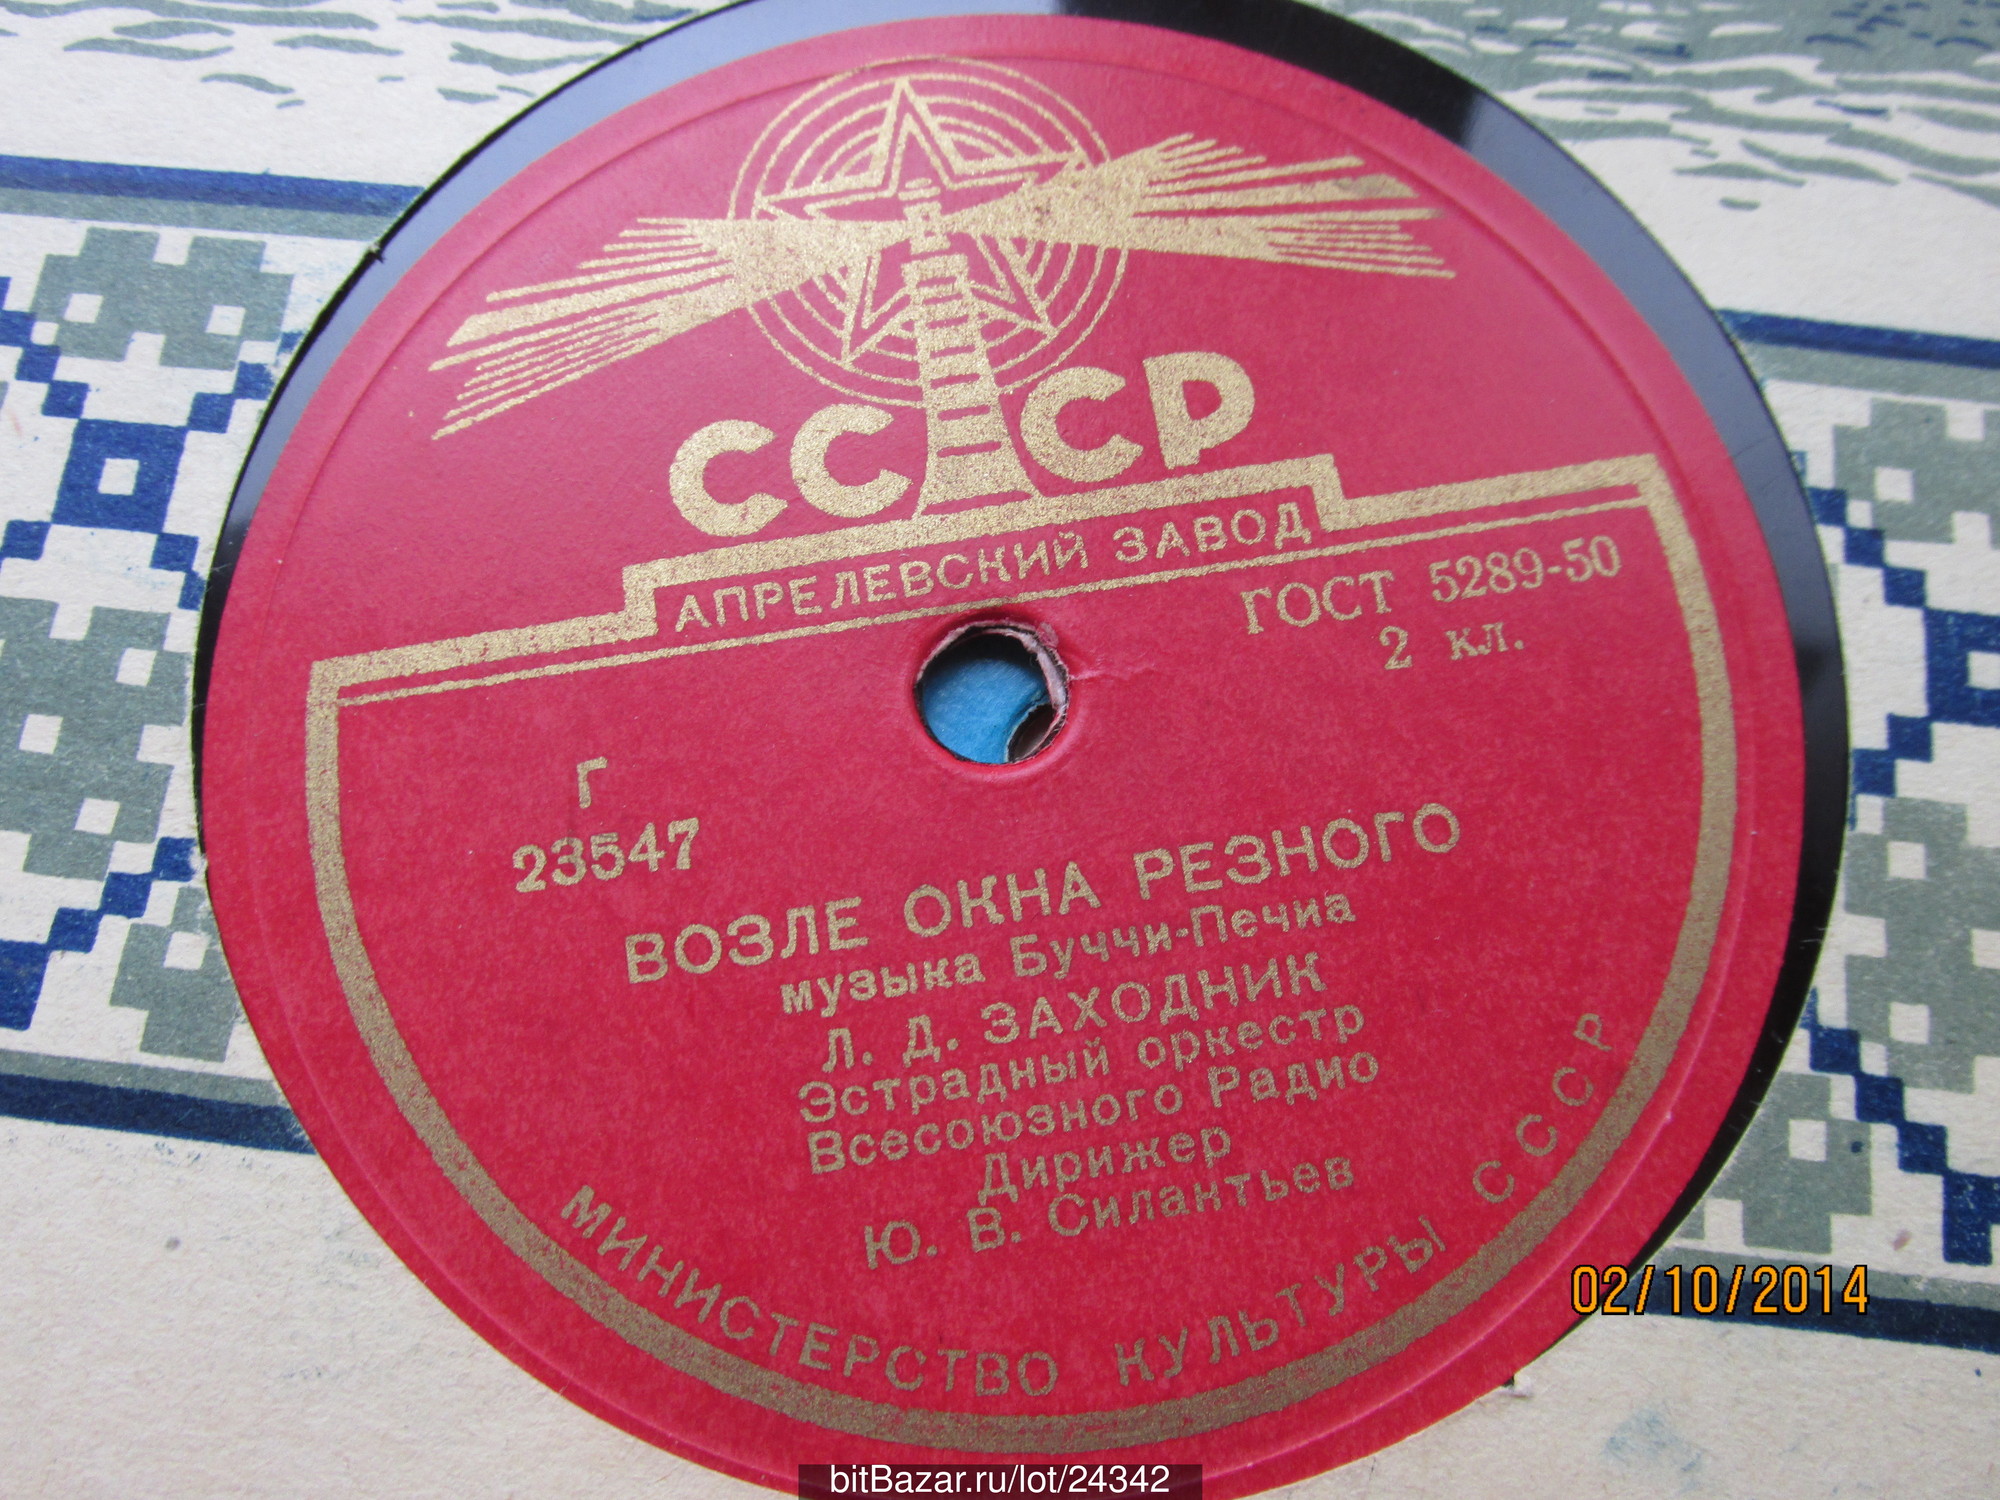 СССР
АПРЕЛЕВСКИЙ ЗАВОД
ГОСТ 5289-50
2 кл.
Г
23547
ВОЗЛЕ ОКНА РЕЗНОГО
музыка Буччи-Печиа
Л. Д. ЗАХОДНИК
Эстрадный оркестр
Всесоюзного Радио
Дирижер
Ю. В. Силантьев
МИНИСТЕРСТВО КУЛЬТУРЫ СССР
02/10/2014
bitBazar.ru/lot/24342